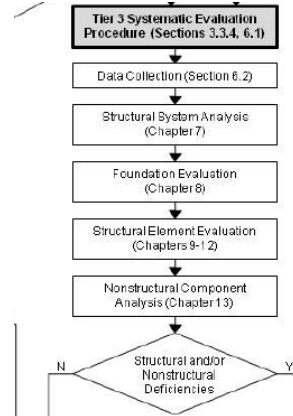 Tier 3 Systematic Evaluation
Procedure (Sections 3.3.4, 6.1)
Data Collection (Section 6.2)
Structural System Analysis
(Chapter 7)
Foundation Evaluation
(Chapter 8)
Structural Element Evaluation
(Chapters 9-12)
Nonstructural Component
Analysis (Chapter 13)
N
Structural and/or
Nonstructural
Deficiencies
Y